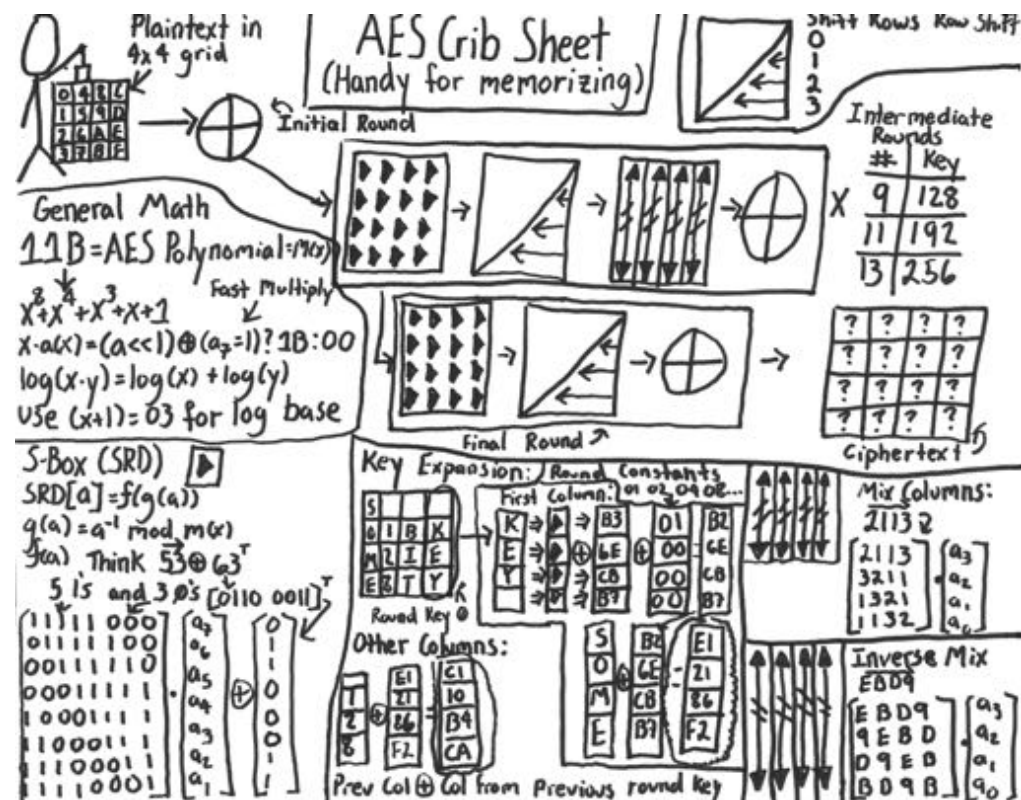 Plaintext in
4x4 grid
0 4 8 C
1 5 9 D
2 6 A E
3 7 B F
Initial Round
AES Crib Sheet
(Handy for memorizing)
Shift Rows Row Shift
0
1
2
3
Intermediate
Rounds
# Key
9 128
11 192
13 256
X
General Math
11B=AES Polynomial=M(x)
x⁸+x⁴+x³+x+1
Fast Multiply
x·a(x)=(a<<1)⊕(a₇=1)?1B:00
log(x·y)=log(x)+log(y)
Use (x+1)=03 for log base
? ? ? ?
? ? ? ?
? ? ? ?
? ? ? ?
Ciphertext
Final Round
S-Box (SRD)
SRD[a]=f(g(a))
g(a)=a⁻¹ mod m(x)
f(a) Think 53⊕63ᵀ
5 1's and 3 0's [0110 0011]ᵀ
1 1 1 1 1 0 0 0 a₇ 0
0 1 1 1 1 1 0 0 a₆ 1
0 0 1 1 1 1 1 0 a₅ 1
0 0 0 1 1 1 1 1 · a₄ ⊕ 0
1 0 0 0 1 1 1 1 a₃ 0
1 1 0 0 0 1 1 1 a₂ 0
1 1 1 0 0 0 1 1 a₁ 1
1 1 1 1 0 0 0 1 1
Key Expansion:
Round Constants
01 02 04 08...
First Column:
S
O 1 B K
M 2 I E
E 8 T Y
Round Key 0
K ⇒ B3 01 B2
E ⇒ ⊕ 6E ⊕ 00 = 6E
Y ⇒ CB 00 CB
⇒ B7 00 B7
S B2 E1
O ⊕ 6E = 21
M CB 86
E B7 F2
Other Columns:
E1 C1
1 21 10
2 ⊕ 86 = B4
8 F2 CA
Prev Col ⊕ Col from Previous round key
Mix Columns:
2113
2 1 1 3 a₃
3 2 1 1 · a₂
1 3 2 1 a₁
1 1 3 2 a₀
Inverse Mix
EBD9
E B D 9 a₃
9 E B D · a₂
D 9 E B a₁
B D 9 B a₀